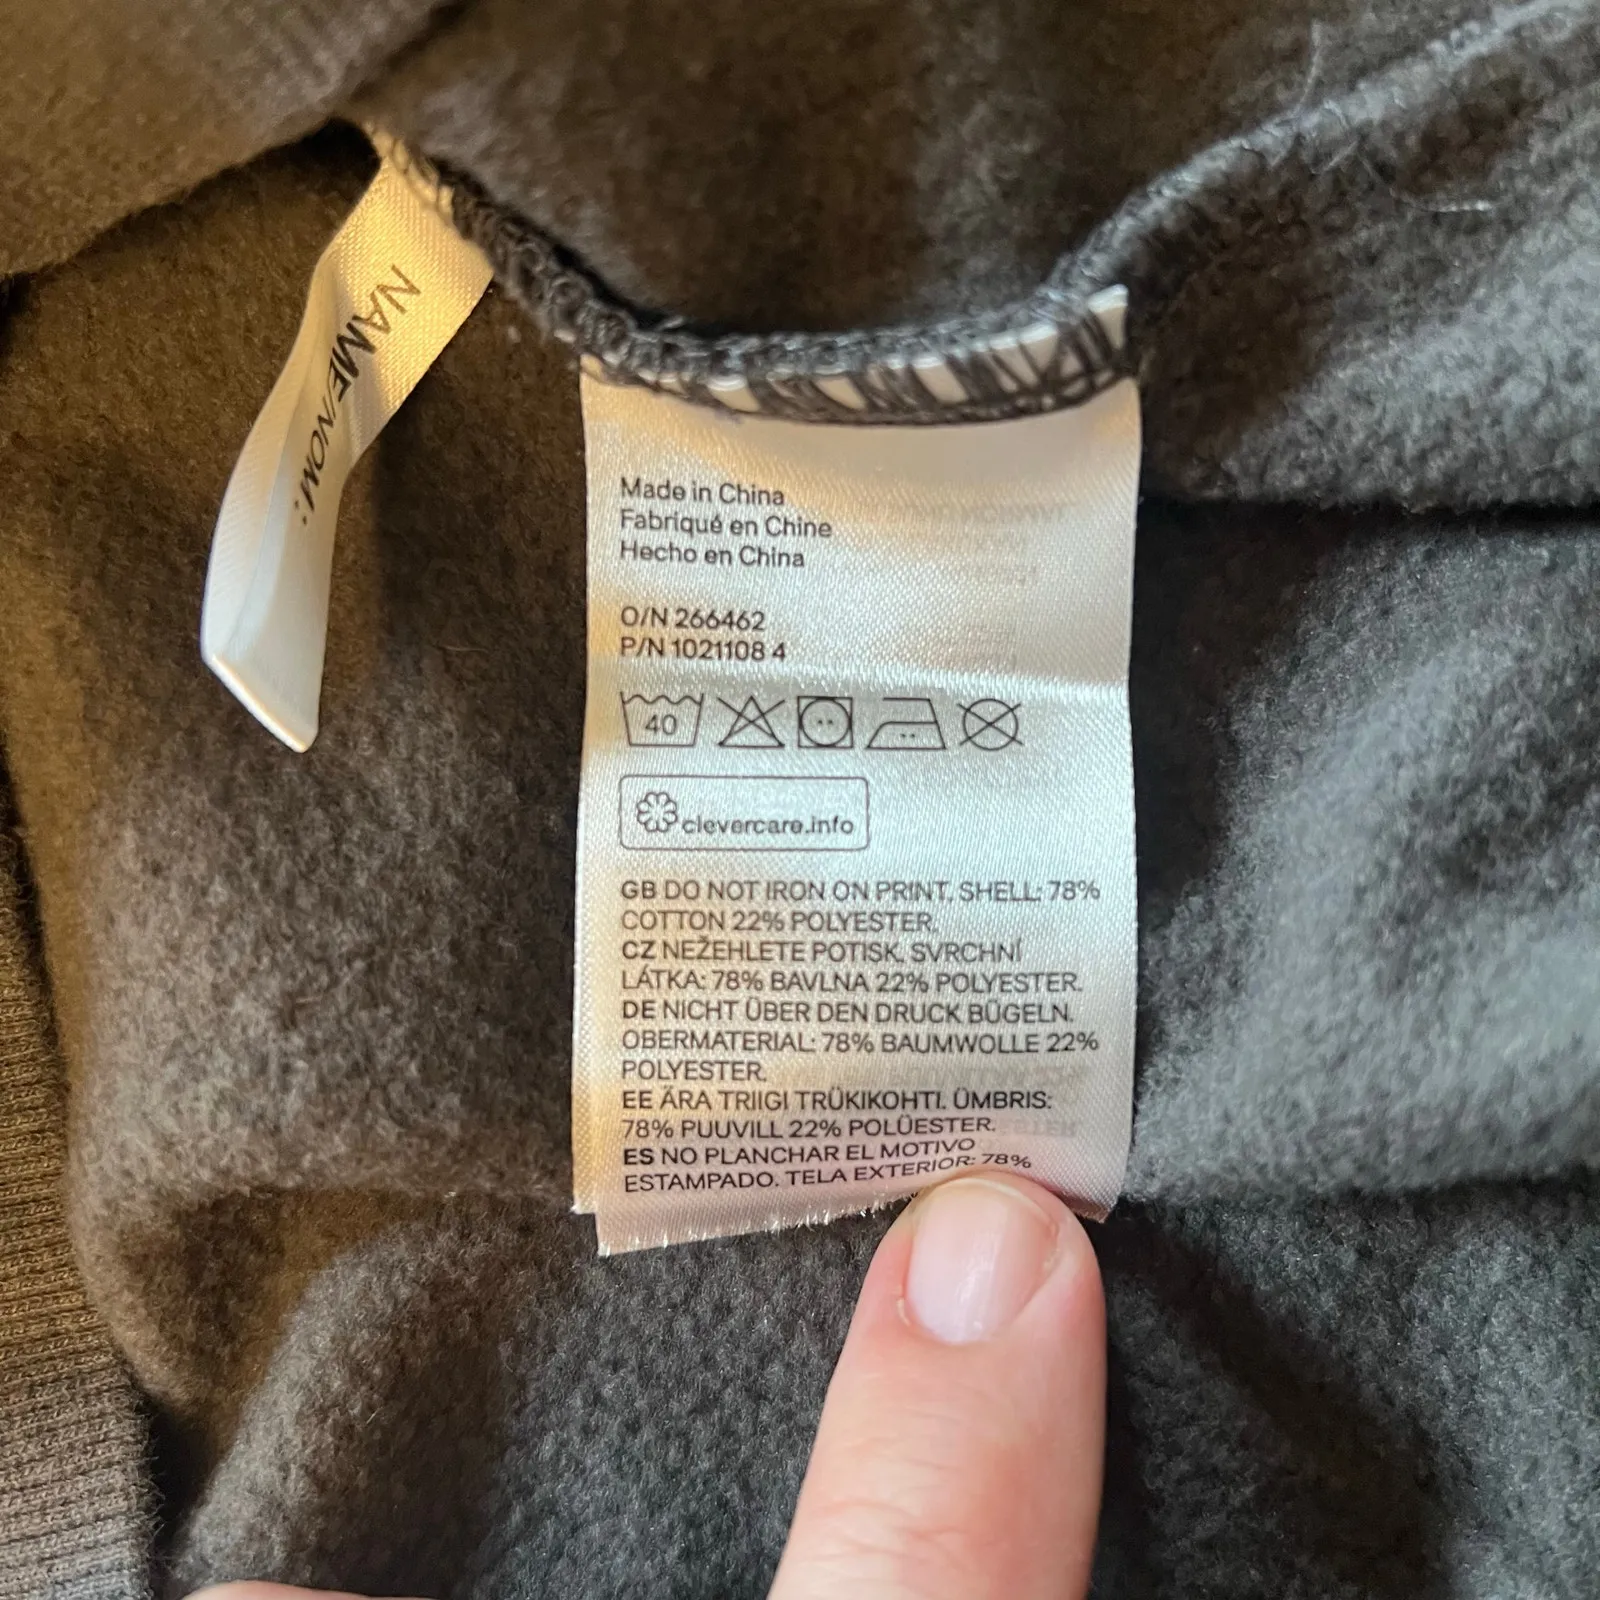 NAME/NOM:
Made in China
Fabriqué en Chine
Hecho en China
O/N 266462
P/N 1021108 4
40
clevercare.info
GB DO NOT IRON ON PRINT. SHELL: 78%
COTTON 22% POLYESTER.
CZ NEŽEHLETE POTISK. SVRCHNÍ
LÁTKA: 78% BAVLNA 22% POLYESTER.
DE NICHT ÜBER DEN DRUCK BÜGELN.
OBERMATERIAL: 78% BAUMWOLLE 22%
POLYESTER.
EE ÄRA TRIIGI TRÜKIKOHTI. ÜMBRIS:
78% PUUVILL 22% POLÜESTER.
ES NO PLANCHAR EL MOTIVO
ESTAMPADO. TELA EXTERIOR: 78%